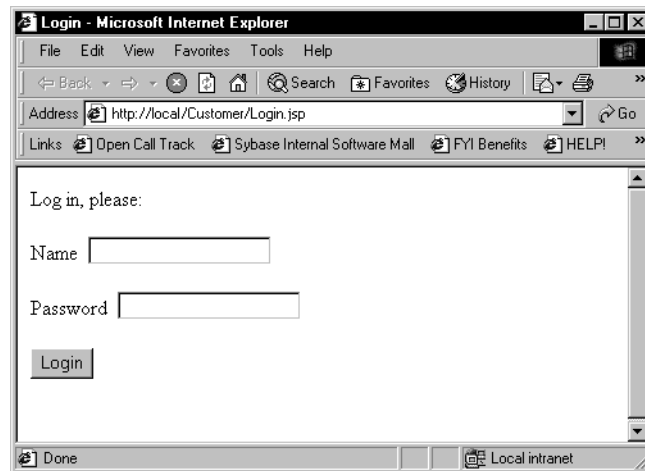 Login - Microsoft Internet Explorer
File Edit View Favorites Tools Help
Back Search Favorites History »
Address http://local/Customer/Login.jsp Go
Links Open Call Track Sybase Internal Software Mall FYI Benefits HELP! »
Log in, please:
Name
Password
Login
Done Local intranet